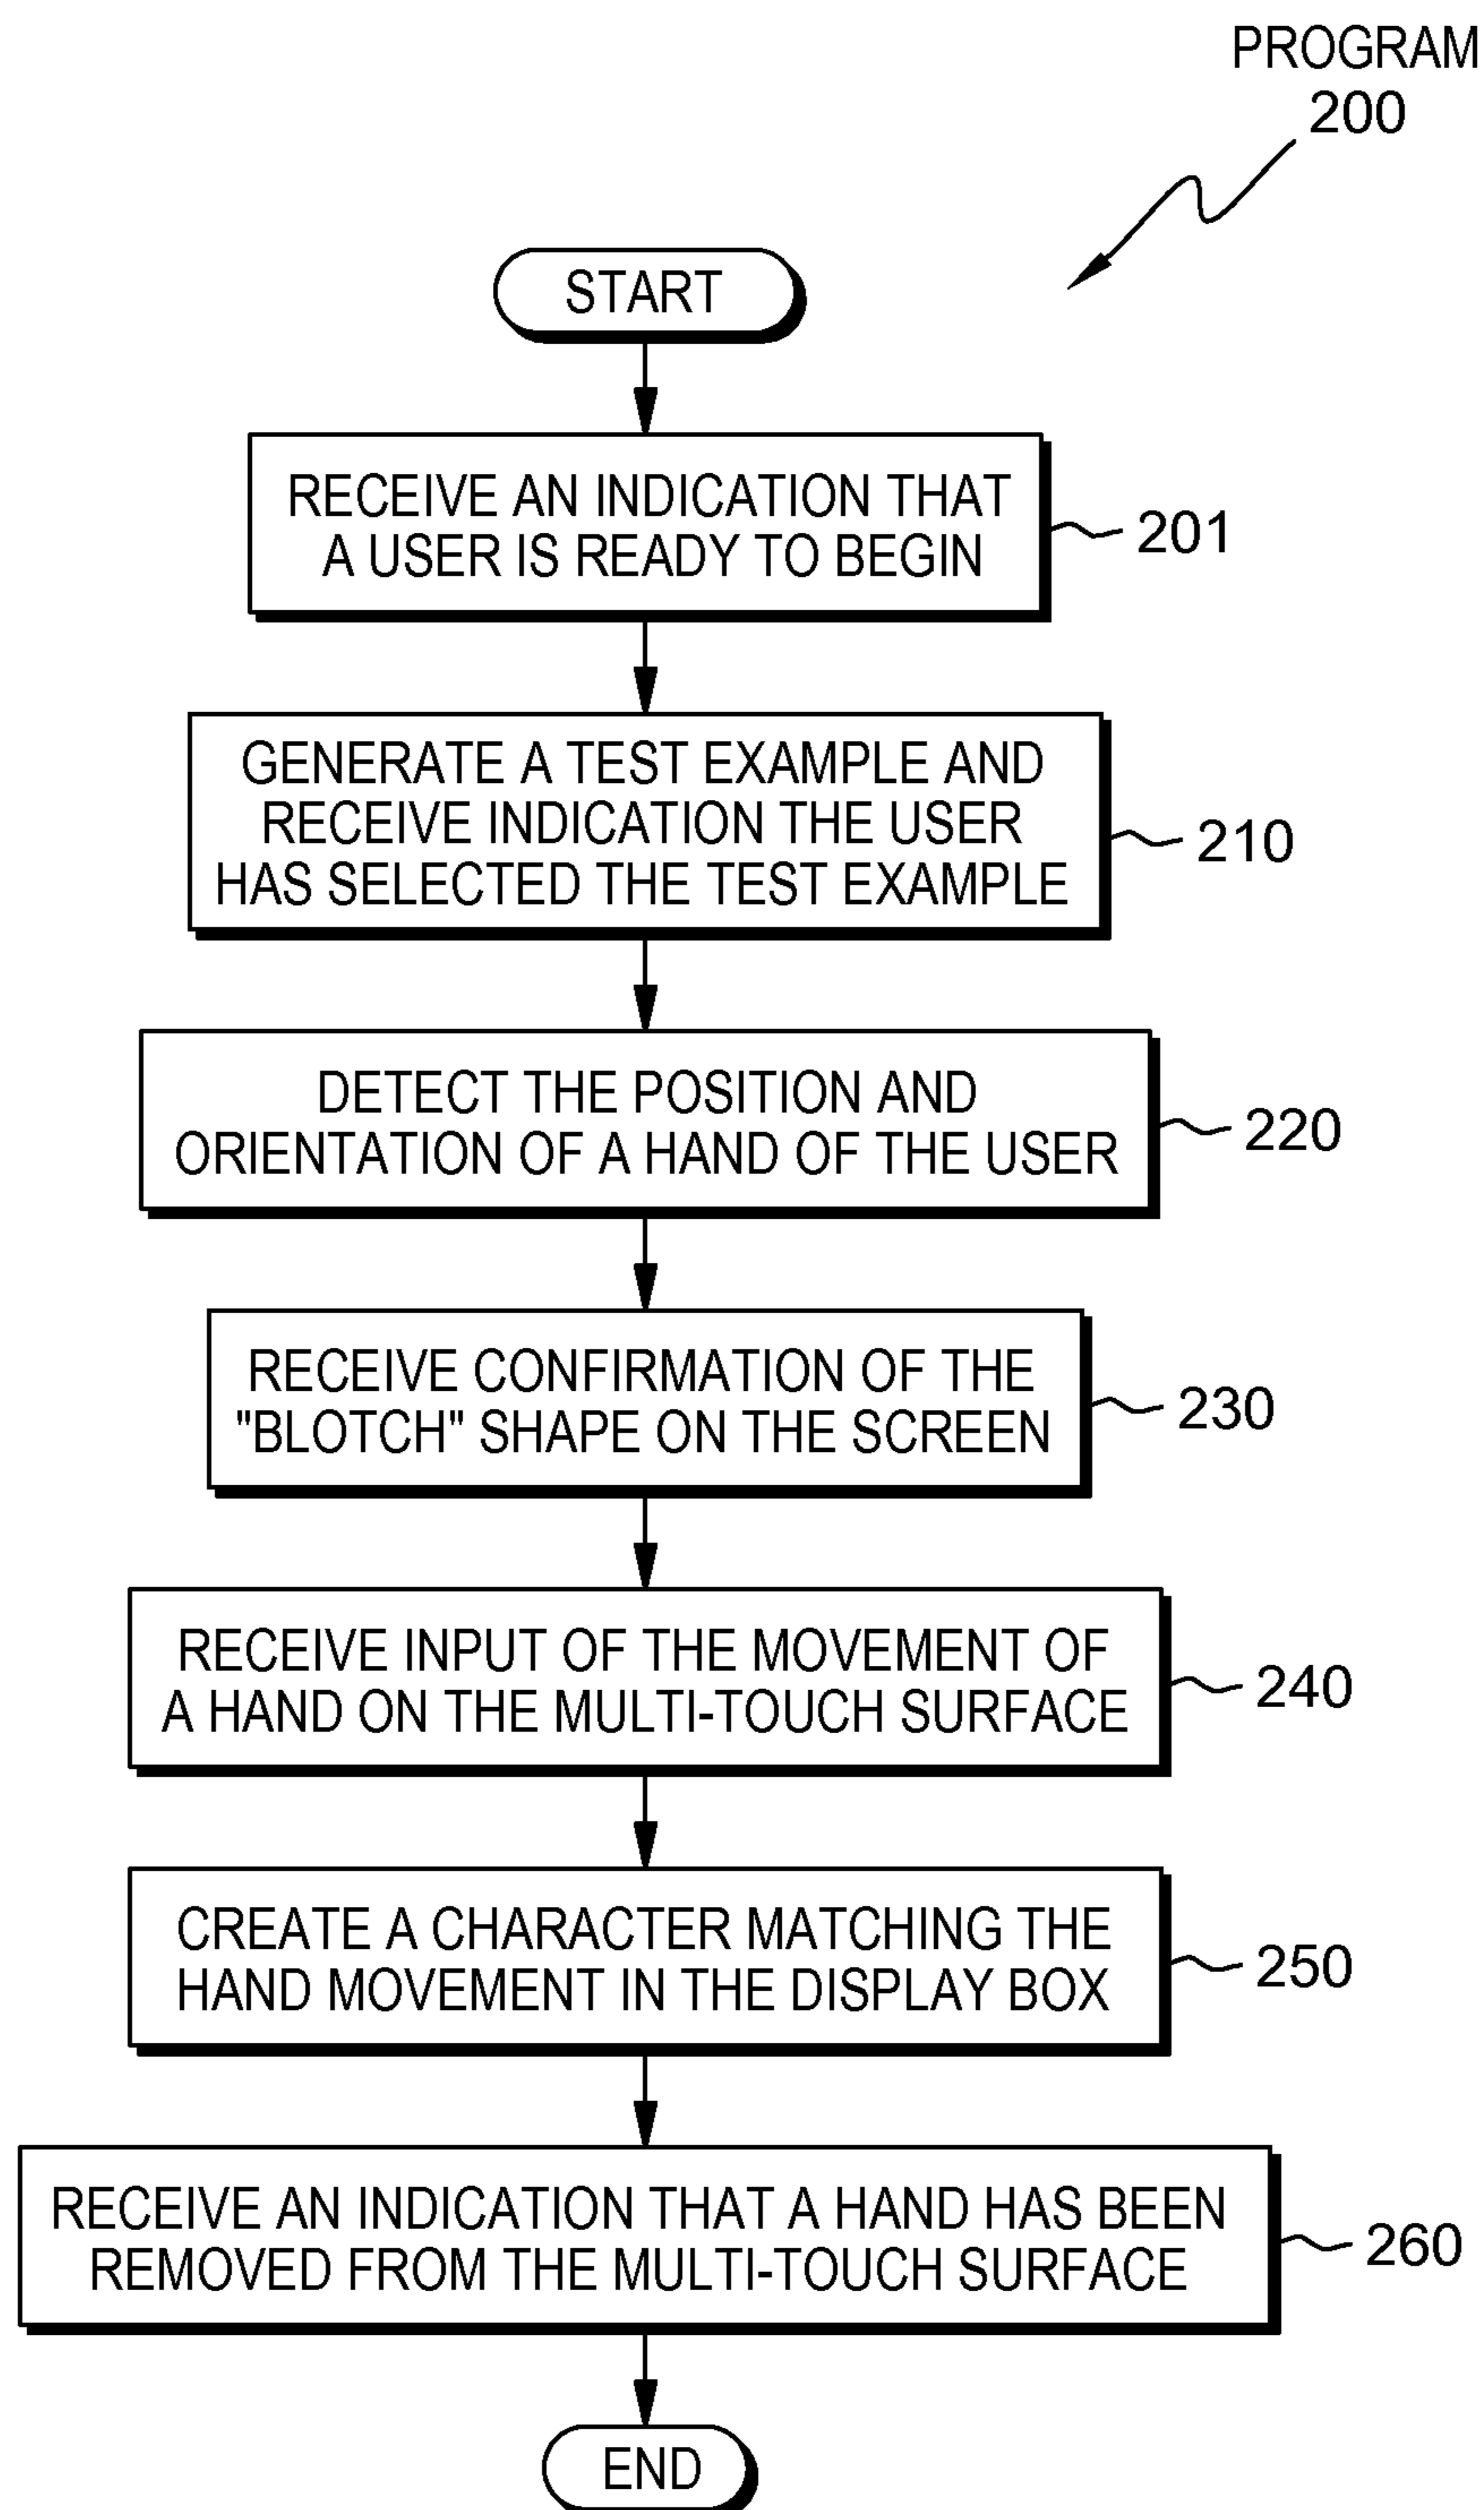 PROGRAM
200
START
RECEIVE AN INDICATION THAT
A USER IS READY TO BEGIN
201
GENERATE A TEST EXAMPLE AND
RECEIVE INDICATION THE USER
HAS SELECTED THE TEST EXAMPLE
210
DETECT THE POSITION AND
ORIENTATION OF A HAND OF THE USER
220
RECEIVE CONFIRMATION OF THE
"BLOTCH" SHAPE ON THE SCREEN
230
RECEIVE INPUT OF THE MOVEMENT OF
A HAND ON THE MULTI-TOUCH SURFACE
240
CREATE A CHARACTER MATCHING THE
HAND MOVEMENT IN THE DISPLAY BOX
250
RECEIVE AN INDICATION THAT A HAND HAS BEEN
REMOVED FROM THE MULTI-TOUCH SURFACE
260
END